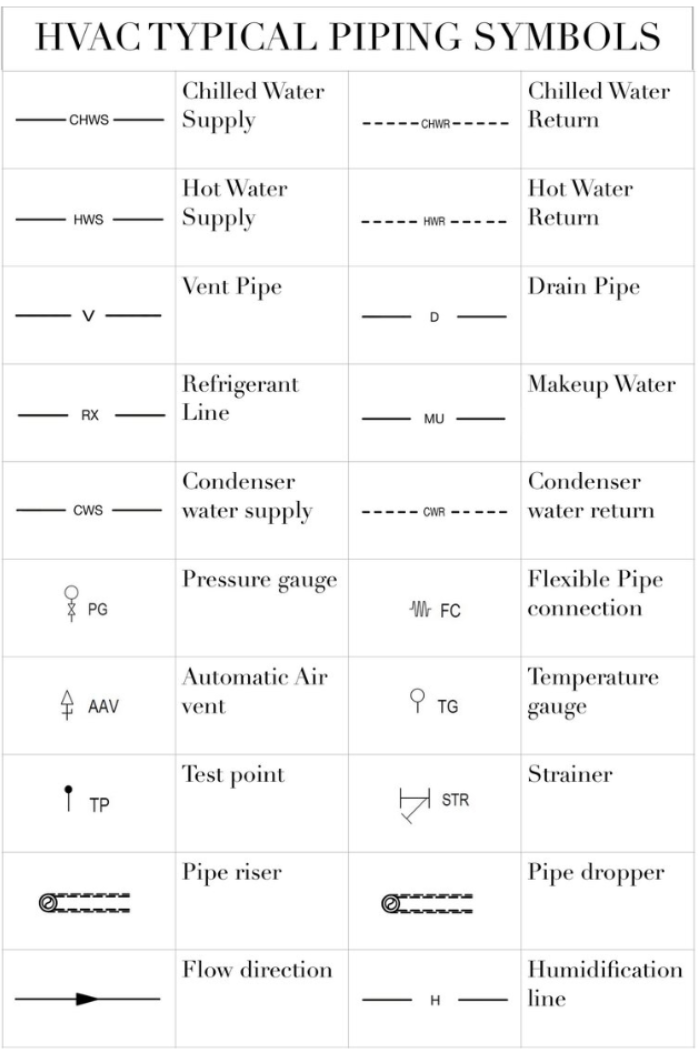 HVAC TYPICAL PIPING SYMBOLS
CHWS
Chilled Water
Supply
CHWR
Chilled Water
Return
HWS
Hot Water
Supply
HWR
Hot Water
Return
V
Vent Pipe
D
Drain Pipe
RX
Refrigerant
Line
MU
Makeup Water
CWS
Condenser
water supply
CWR
Condenser
water return
PG
Pressure gauge
FC
Flexible Pipe
connection
AAV
Automatic Air
vent
TG
Temperature
gauge
TP
Test point
STR
Strainer
Pipe riser
Pipe dropper
Flow direction
H
Humidification
line